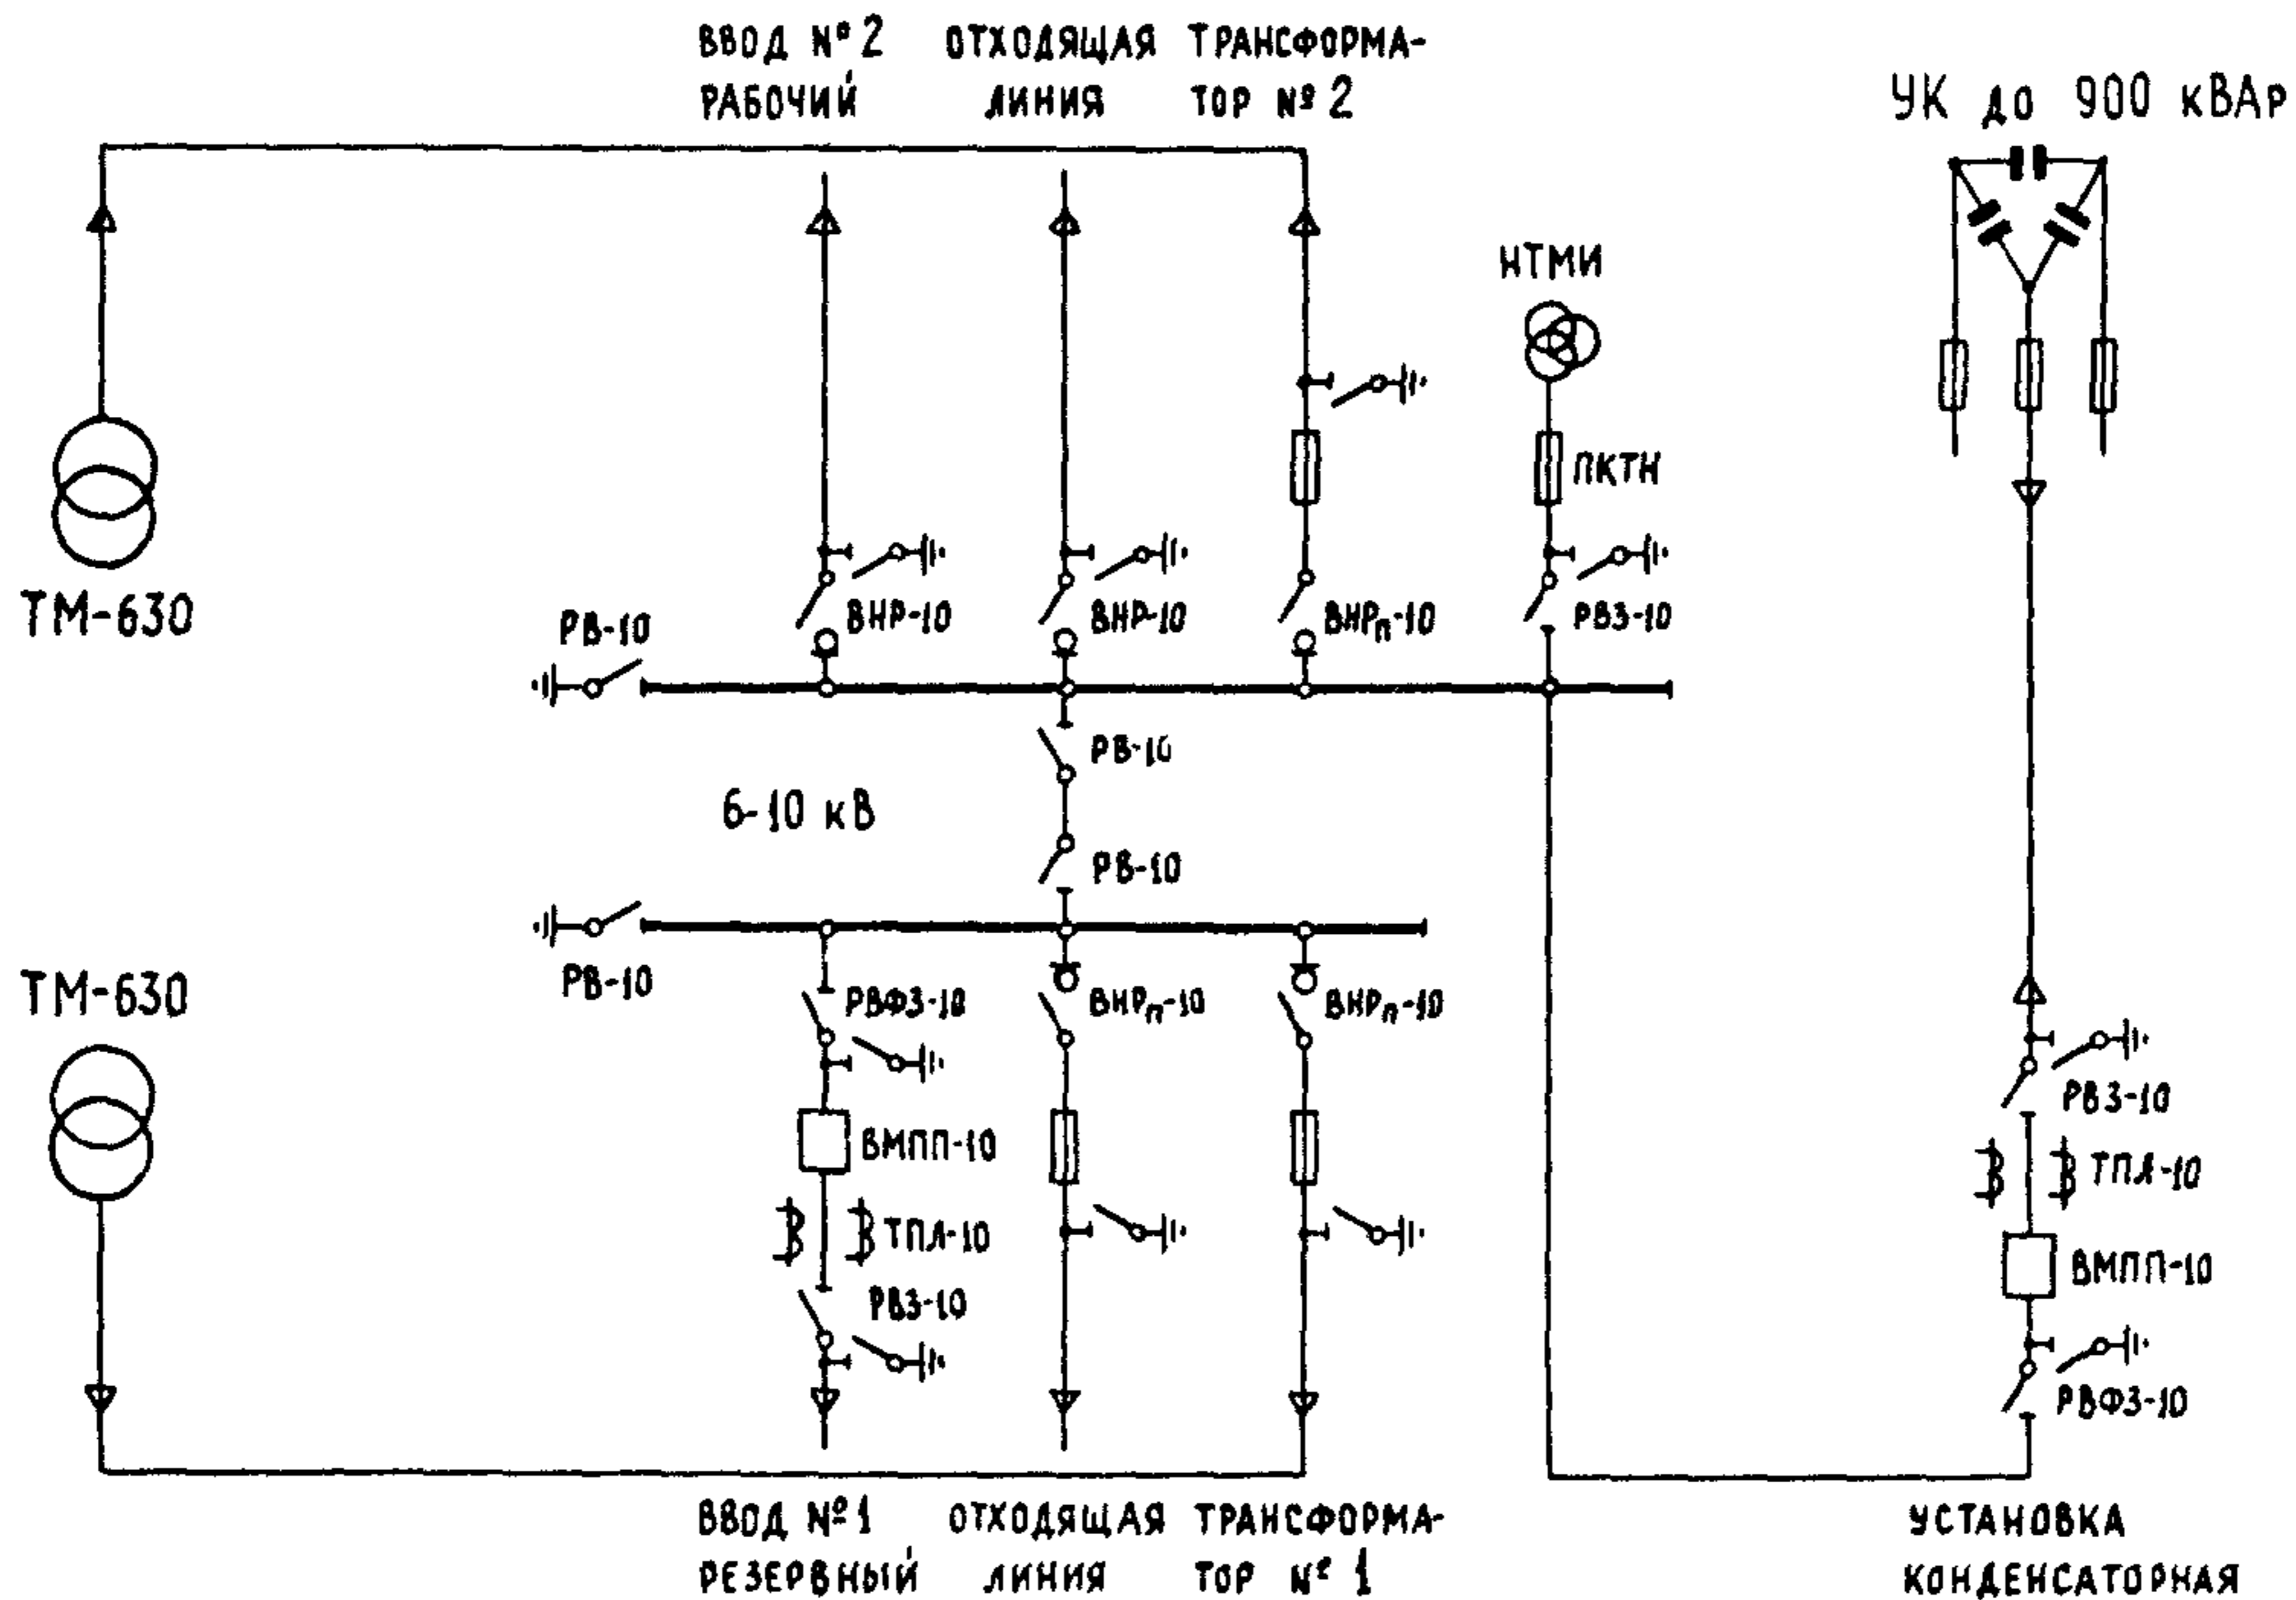 ВВОД №2 ОТХОДЯЩАЯ ТРАНСФОРМА-
РАБОЧИЙ ЛИНИЯ ТОР №2
УК до 900 кВАр
НТМИ
ПКТН
ТМ-630
РВ-10
ВНР-10
ВНР-10
ВНРп-10
РВЗ-10
РВ-10
6-10 кВ
РВ-10
РВ-10
ТМ-630
РВФЗ-10
ВНРп-10
ВНРп-10
РВЗ-10
ВМПП-10
ТПЛ-10
ТПЛ-10
ВМПП-10
РВЗ-10
РВФЗ-10
ВВОД №1 ОТХОДЯЩАЯ ТРАНСФОРМА-
РЕЗЕРВНЫЙ ЛИНИЯ ТОР №1
УСТАНОВКА
КОНДЕНСАТОРНАЯ